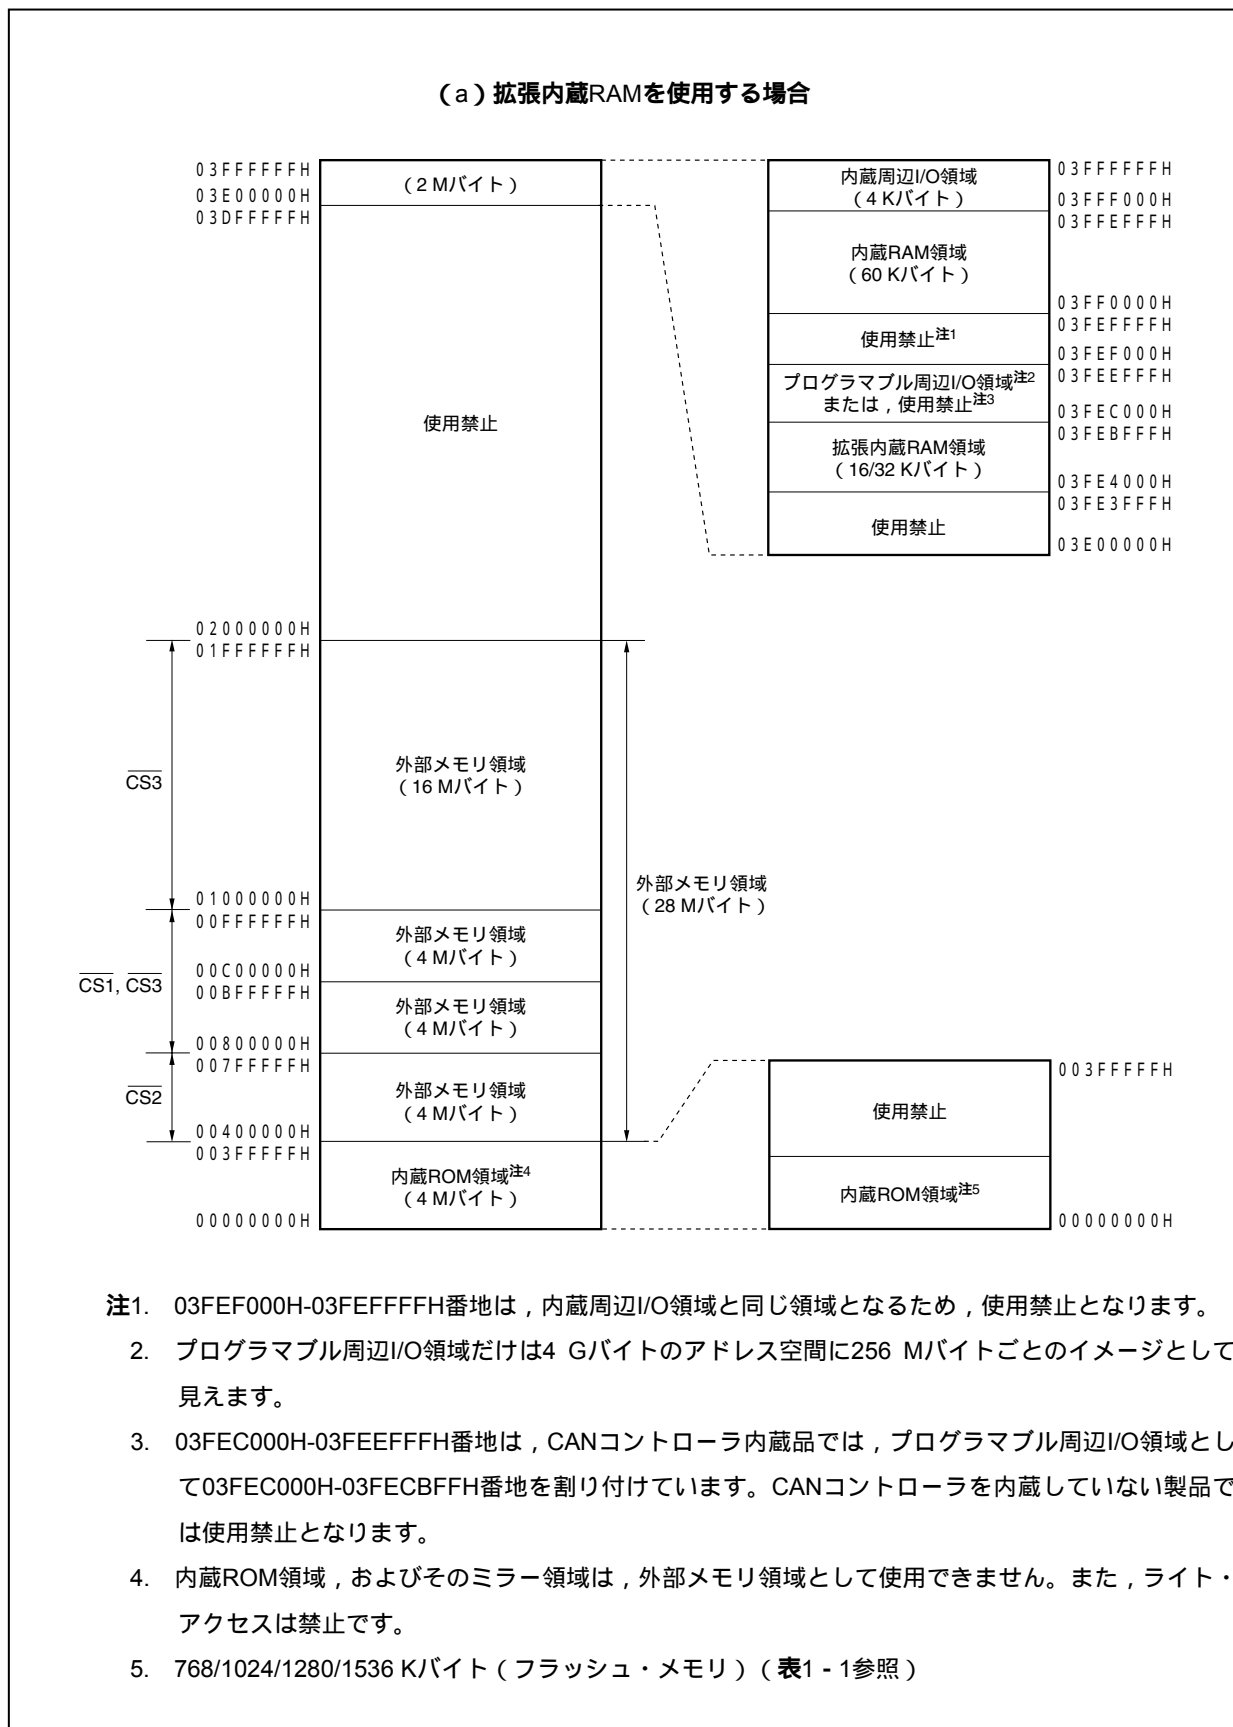 （a）拡張内蔵RAMを使用する場合
03FFFFFFH
03E00000H
03DFFFFFH
（2 Mバイト）
使用禁止
02000000H
01FFFFFFH
CS3
外部メモリ領域
（16 Mバイト）
01000000H
00FFFFFFH
外部メモリ領域
（4 Mバイト）
CS1, CS3
00C00000H
00BFFFFFH
外部メモリ領域
（4 Mバイト）
00800000H
007FFFFFH
CS2
外部メモリ領域
（4 Mバイト）
00400000H
003FFFFFH
内蔵ROM領域注4
（4 Mバイト）
00000000H
外部メモリ領域
（28 Mバイト）
内蔵周辺I/O領域
（4 Kバイト）
03FFFFFFH
03FFF000H
03FFEFFFH
内蔵RAM領域
（60 Kバイト）
03FF0000H
03FEFFFFH
使用禁止注1
03FEF000H
03FEEFFFH
プログラマブル周辺I/O領域注2
または，使用禁止注3
03FEC000H
03FEBFFFH
拡張内蔵RAM領域
（16/32 Kバイト）
03FE4000H
03FE3FFFH
使用禁止
03E00000H
003FFFFFH
使用禁止
内蔵ROM領域注5
00000000H
注1. 03FEF000H-03FEFFFFH番地は，内蔵周辺I/O領域と同じ領域となるため，使用禁止となります。
2. プログラマブル周辺I/O領域だけは4 Gバイトのアドレス空間に256 Mバイトごとのイメージとして
見えます。
3. 03FEC000H-03FEEFFFH番地は，CANコントローラ内蔵品では，プログラマブル周辺I/O領域とし
て03FEC000H-03FECBFFH番地を割り付けています。CANコントローラを内蔵していない製品で
は使用禁止となります。
4. 内蔵ROM領域，およびそのミラー領域は，外部メモリ領域として使用できません。また，ライト・
アクセスは禁止です。
5. 768/1024/1280/1536 Kバイト（フラッシュ・メモリ）（表1 - 1参照）